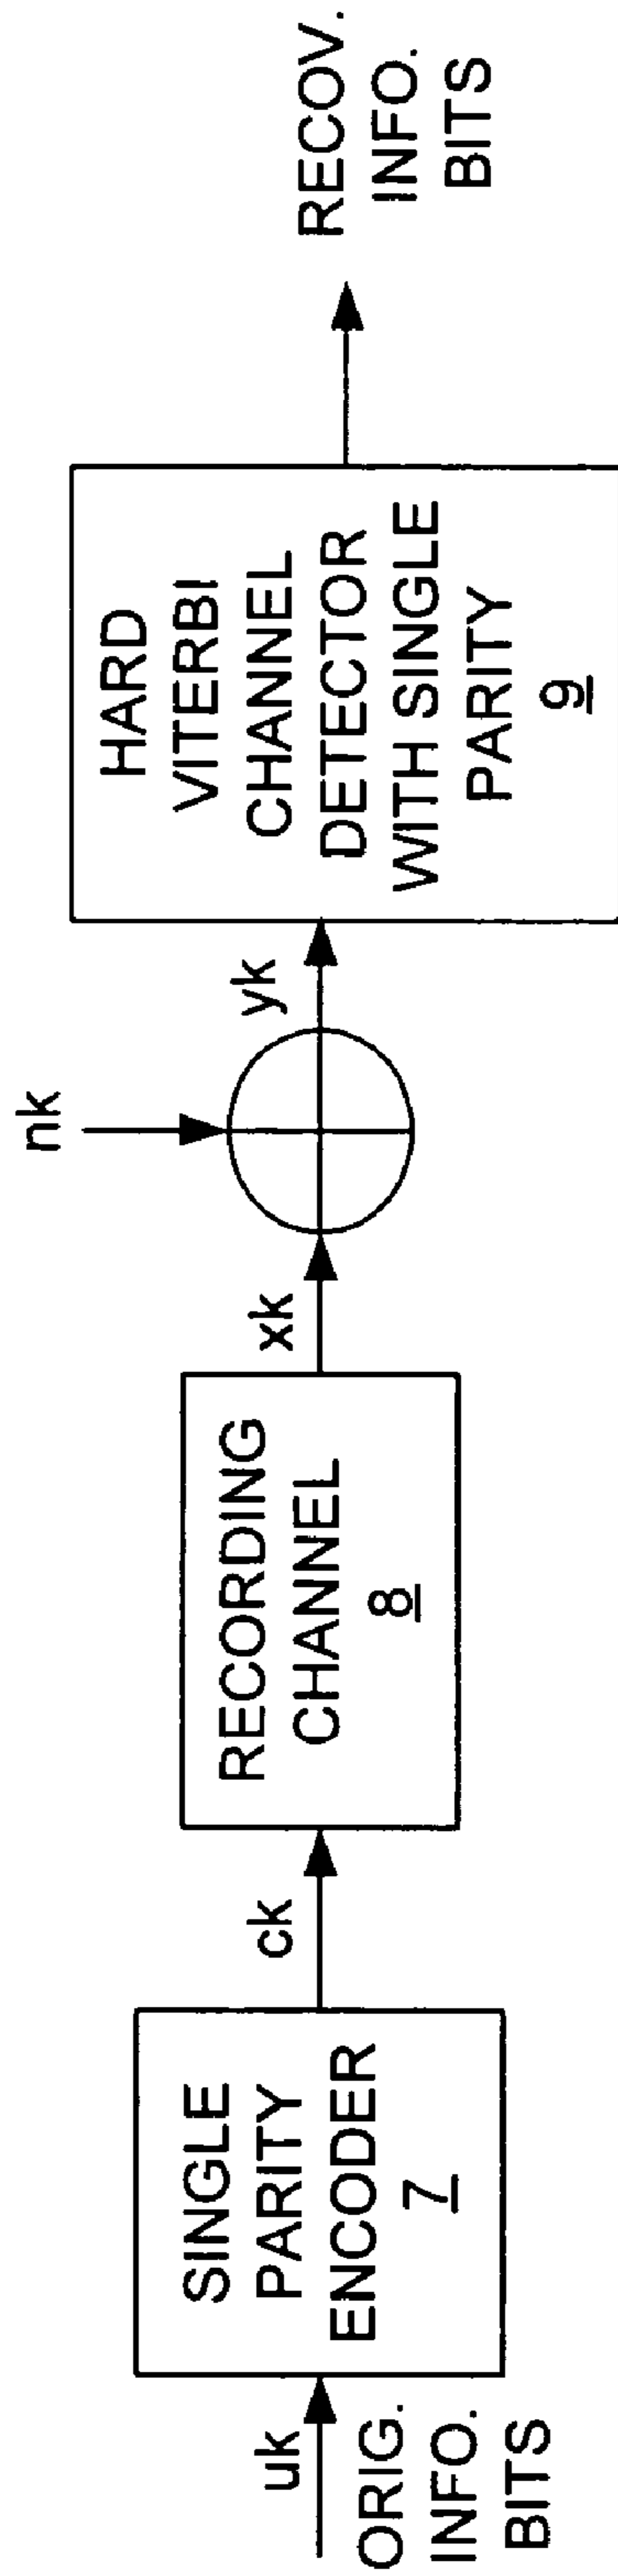 uk
ORIG.
INFO.
BITS
SINGLE
PARITY
ENCODER
7
ck
RECORDING
CHANNEL
8
xk
nk
yk
HARD
VITERBI
CHANNEL
DETECTOR
WITH SINGLE
PARITY
9
RECOV.
INFO.
BITS